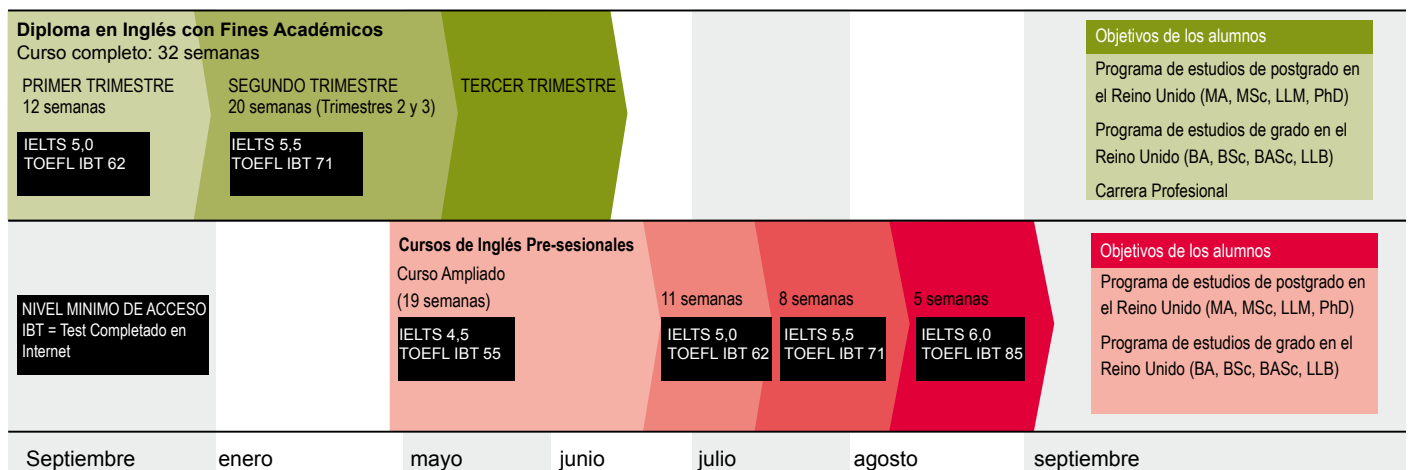 Diploma en Inglés con Fines Académicos
Curso completo: 32 semanas
PRIMER TRIMESTRE
12 semanas
IELTS 5,0
TOEFL IBT 62
SEGUNDO TRIMESTRE
20 semanas (Trimestres 2 y 3)
IELTS 5,5
TOEFL IBT 71
TERCER TRIMESTRE
Objetivos de los alumnos
Programa de estudios de postgrado en
el Reino Unido (MA, MSc, LLM, PhD)
Programa de estudios de grado en el
Reino Unido (BA, BSc, BASc, LLB)
Carrera Profesional
NIVEL MINIMO DE ACCESO
IBT = Test Completado en
Internet
Cursos de Inglés Pre-sesionales
Curso Ampliado
(19 semanas)
IELTS 4,5
TOEFL IBT 55
11 semanas
IELTS 5,0
TOEFL IBT 62
8 semanas
IELTS 5,5
TOEFL IBT 71
5 semanas
IELTS 6,0
TOEFL IBT 85
Objetivos de los alumnos
Programa de estudios de postgrado en
el Reino Unido (MA, MSc, LLM, PhD)
Programa de estudios de grado en el
Reino Unido (BA, BSc, BASc, LLB)
Septiembre enero mayo junio julio agosto septiembre